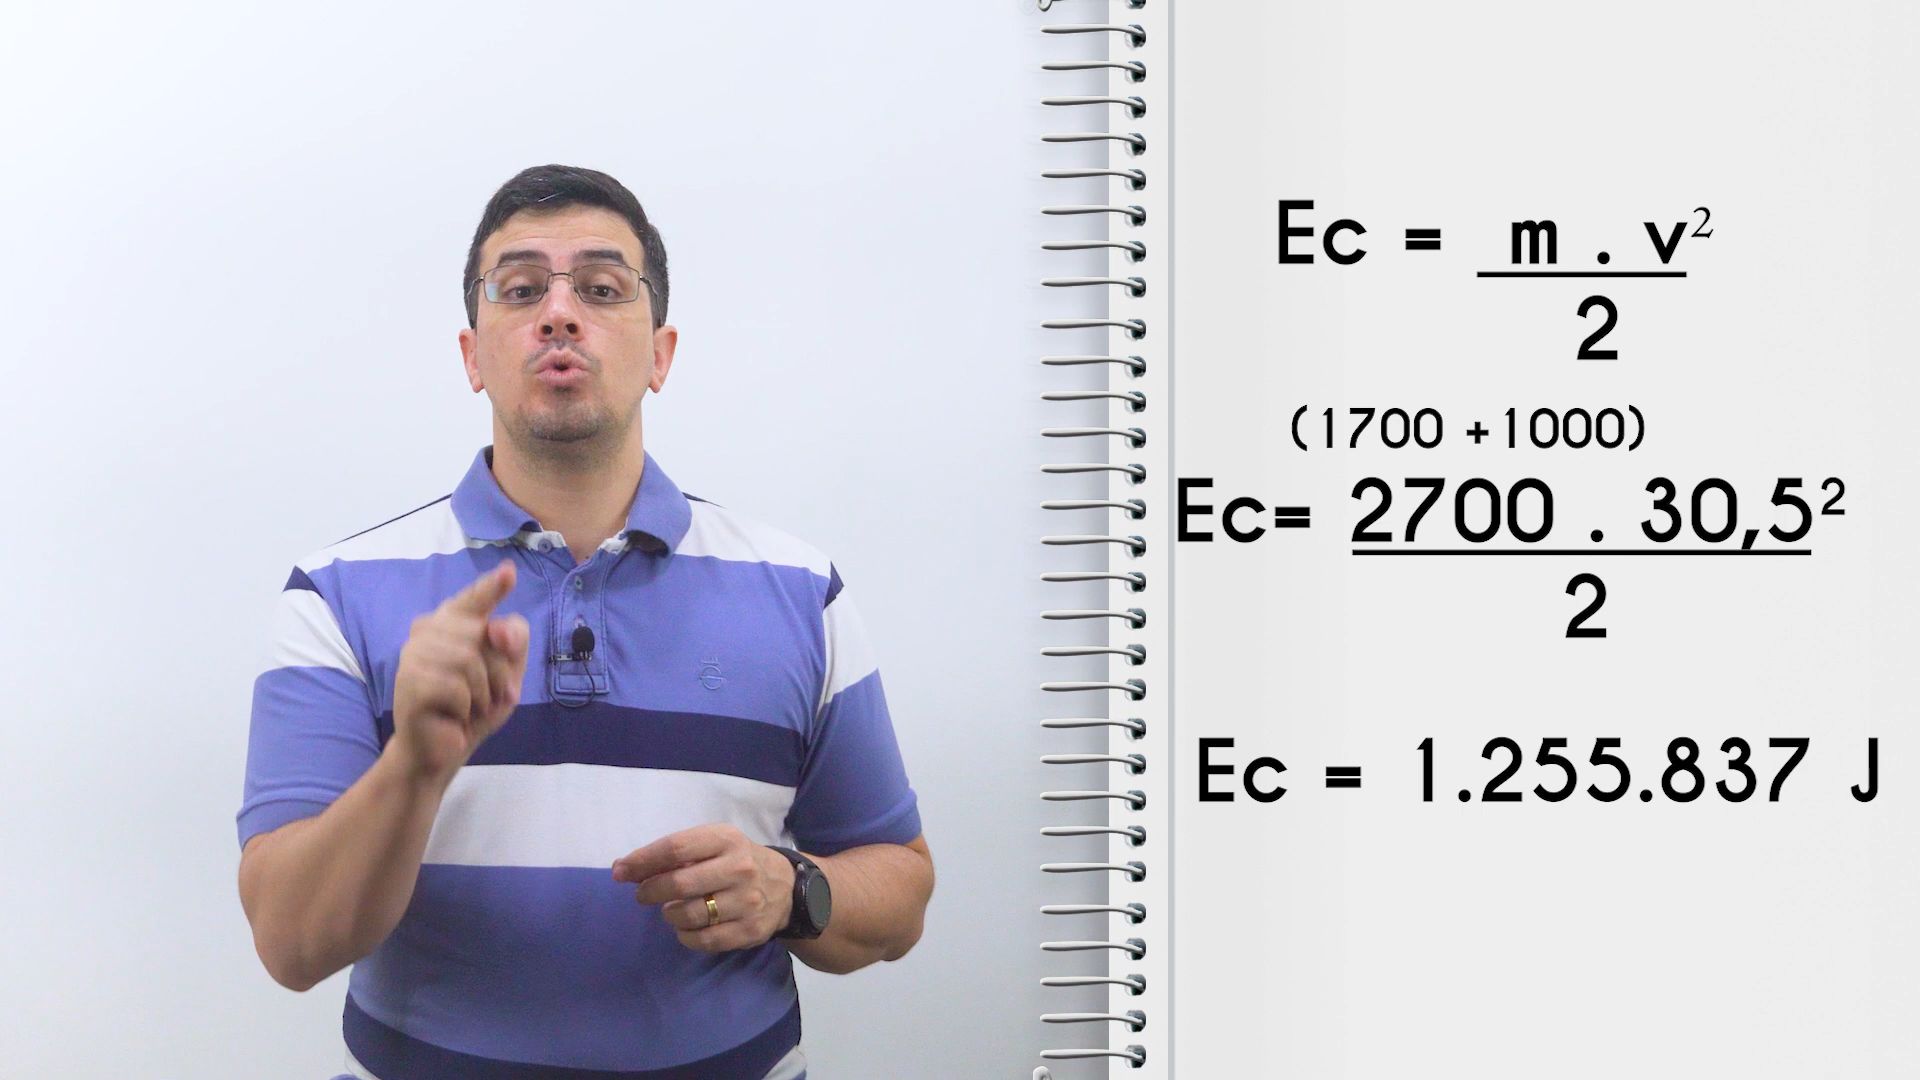 Ec = m . v²
2
(1700 +1000)
Ec= 2700 . 30,5²
2
Ec = 1.255.837 J